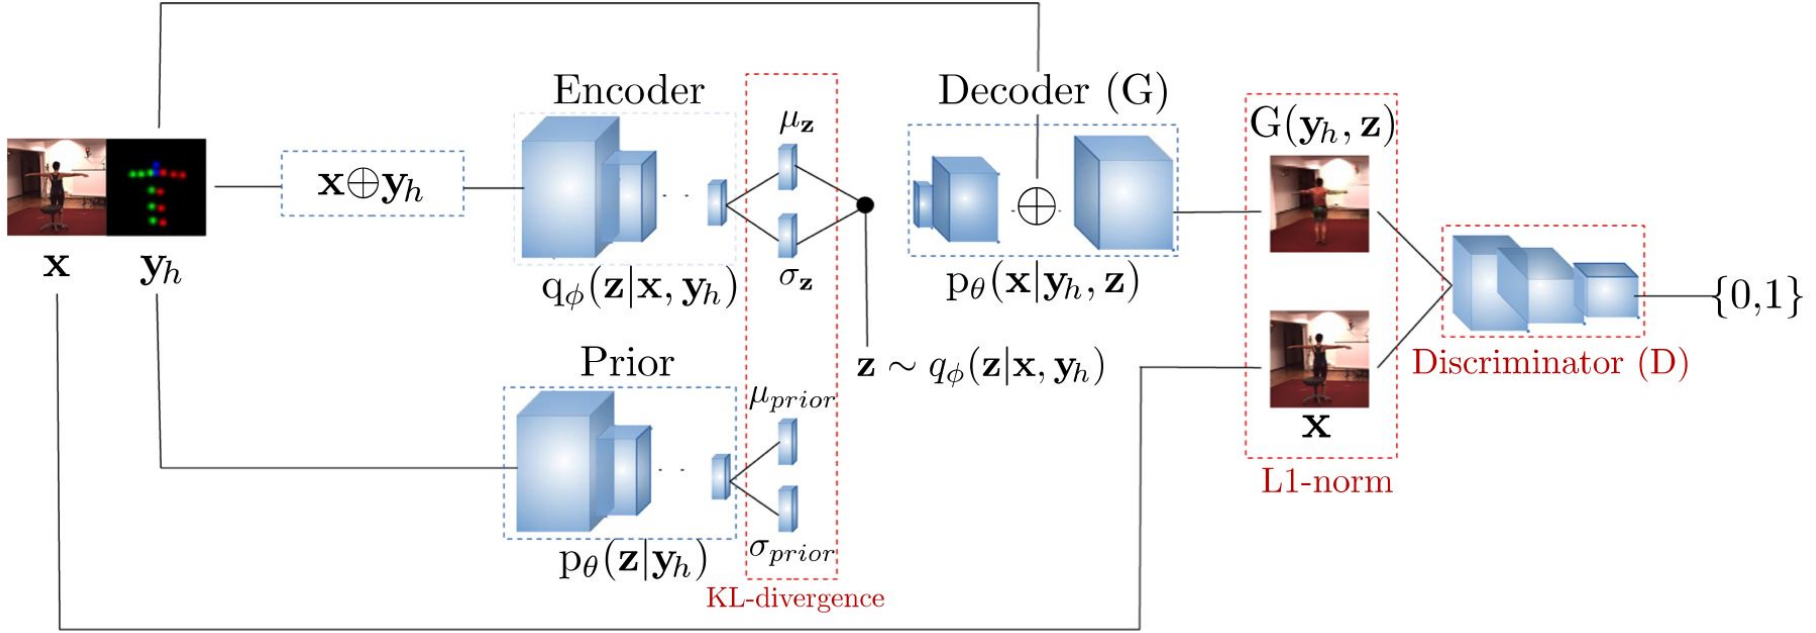 Encoder
Decoder (G)
μ_z
G(y_h, z)
x⊕y_h
x
y_h
q_ϕ(z|x, y_h)
σ_z
p_θ(x|y_h, z)
⊕
{0,1}
Discriminator (D)
Prior
z ∼ q_ϕ(z|x, y_h)
μ_prior
x
L1-norm
p_θ(z|y_h)
σ_prior
KL-divergence